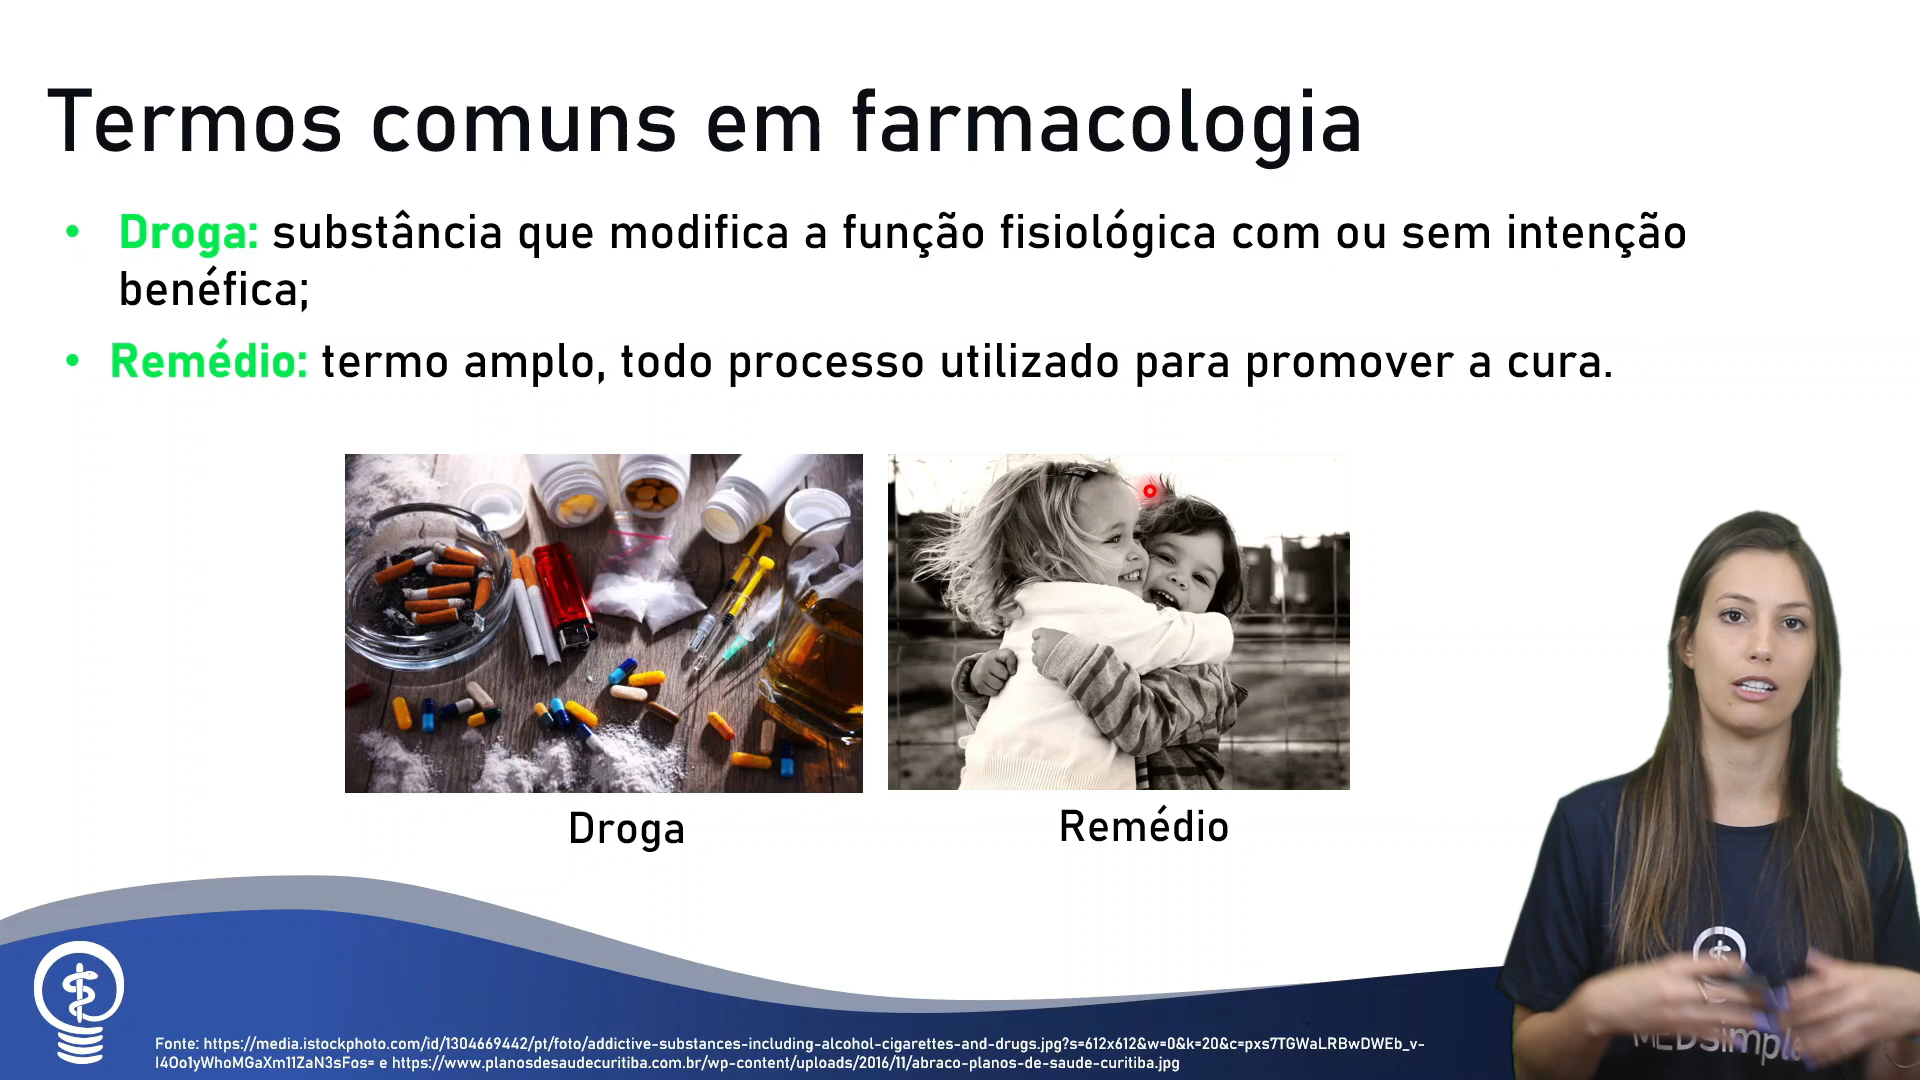 Termos comuns em farmacologia
• Droga: substância que modifica a função fisiológica com ou sem intenção
benéfica;
• Remédio: termo amplo, todo processo utilizado para promover a cura.
Droga
Remédio
MEDsimple
Fonte: https://media.istockphoto.com/id/1304669442/pt/foto/addictive-substances-including-alcohol-cigarettes-and-drugs.jpg?s=612x612&w=0&k=20&c=pxs7TGWaLRBwDWEb_v-
I4Oo1yWhoMGaXm11ZaN3sFos= e https://www.planosdesaudecuritiba.com.br/wp-content/uploads/2016/11/abraco-planos-de-saude-curitiba.jpg